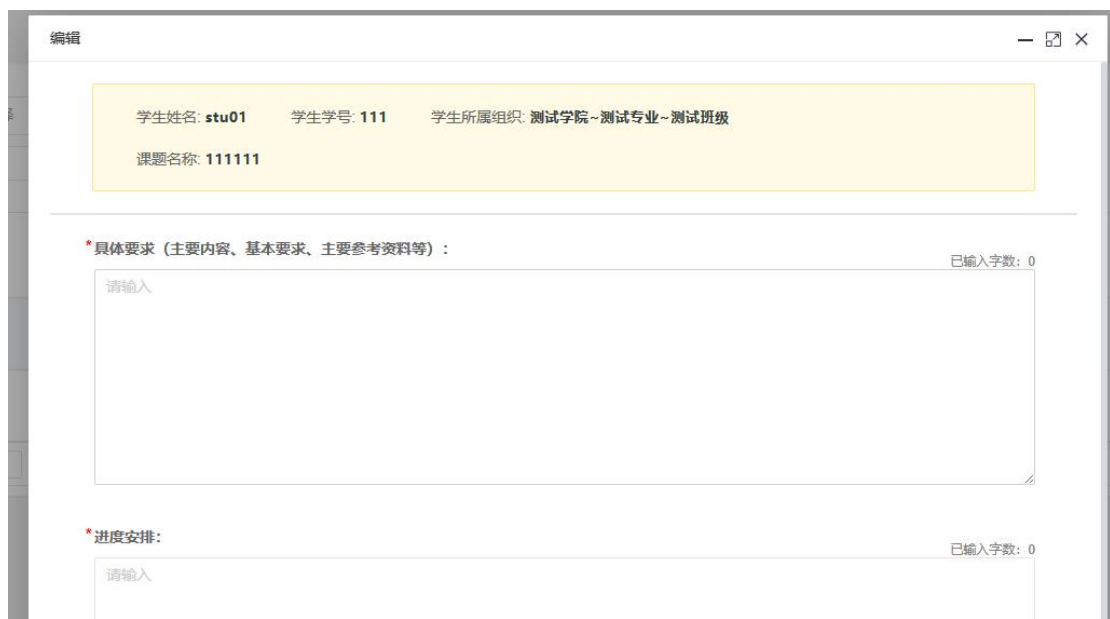 编辑
学生姓名: stu01 学生学号: 111 学生所属组织: 测试学院~测试专业~测试班级
课题名称: 111111
*具体要求（主要内容、基本要求、主要参考资料等）:
已输入字数: 0
请输入
*进度安排:
已输入字数: 0
请输入